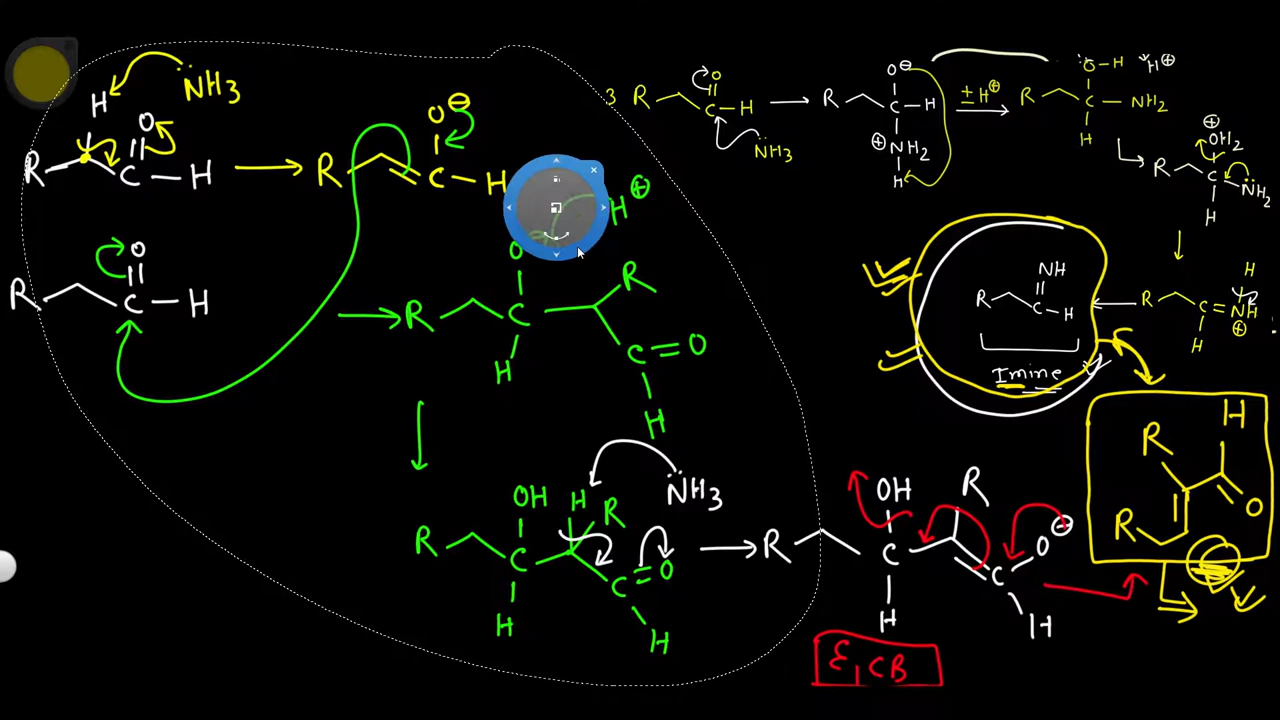 H NH3 O⊖
R O C—H → R C—H
3 R O C—H → R O⊖ C—H ⊕NH2 H
NH3
±H⊕
R O—H H⊕ C—NH2 H
R ⊕OH2 C NH2 H
R O C—H
H⊕
O
→ R C R H C=O H
NH R C—H
Imine
R C=NH ⊕ H H
R H O R
R OH H R C C=O H H
NH3
→ R OH C R C O⊖ H H
E1CB